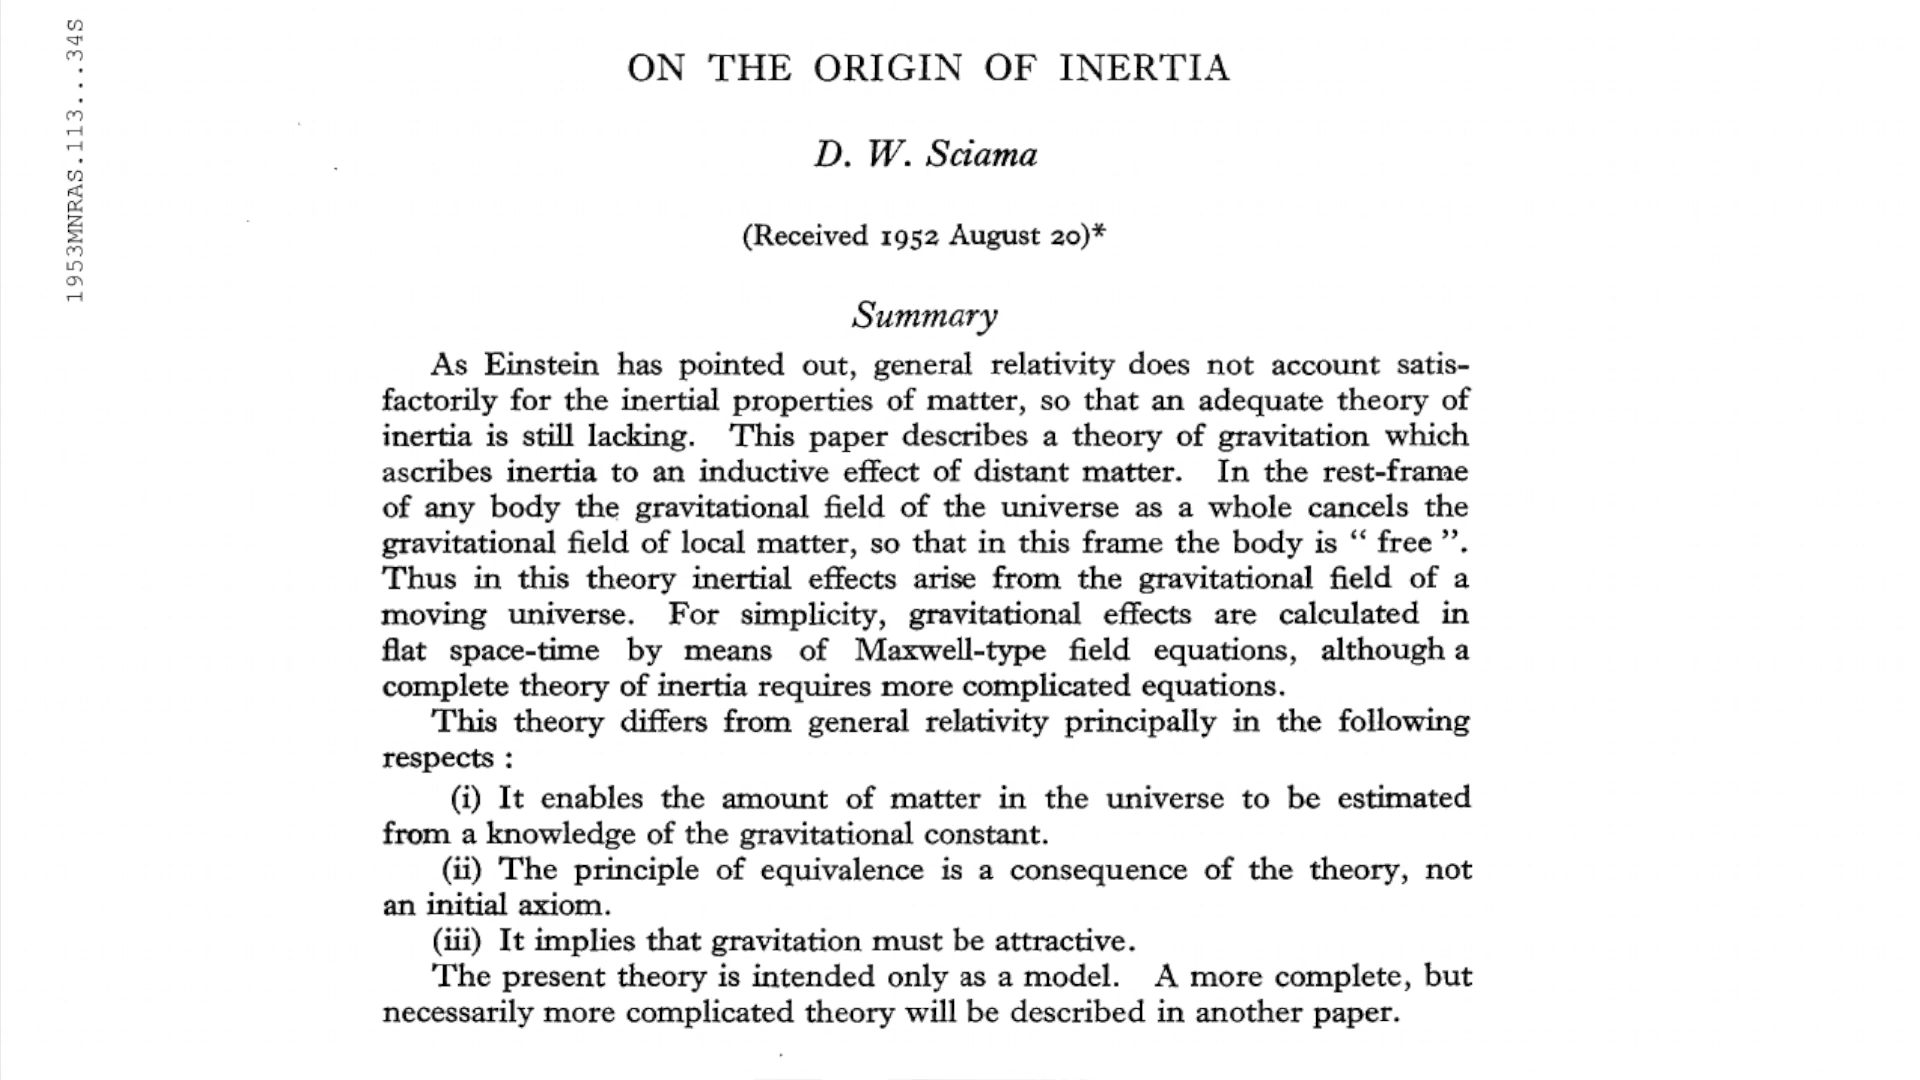 1953MNRAS.113...34S
ON THE ORIGIN OF INERTIA
D. W. Sciama
(Received 1952 August 20)*
Summary
As Einstein has pointed out, general relativity does not account satis-
factorily for the inertial properties of matter, so that an adequate theory of
inertia is still lacking. This paper describes a theory of gravitation which
ascribes inertia to an inductive effect of distant matter. In the rest-frame
of any body the gravitational field of the universe as a whole cancels the
gravitational field of local matter, so that in this frame the body is “ free ”.
Thus in this theory inertial effects arise from the gravitational field of a
moving universe. For simplicity, gravitational effects are calculated in
flat space-time by means of Maxwell-type field equations, although a
complete theory of inertia requires more complicated equations.
This theory differs from general relativity principally in the following
respects :
(i) It enables the amount of matter in the universe to be estimated
from a knowledge of the gravitational constant.
(ii) The principle of equivalence is a consequence of the theory, not
an initial axiom.
(iii) It implies that gravitation must be attractive.
The present theory is intended only as a model. A more complete, but
necessarily more complicated theory will be described in another paper.